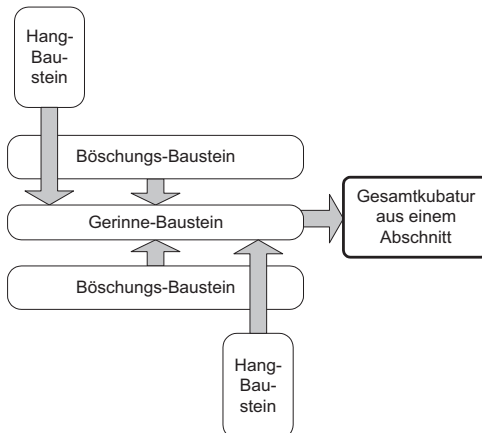 Hang-
Bau-
stein
Böschungs-Baustein
Gerinne-Baustein
Gesamtkubatur
aus einem
Abschnitt
Böschungs-Baustein
Hang-
Bau-
stein